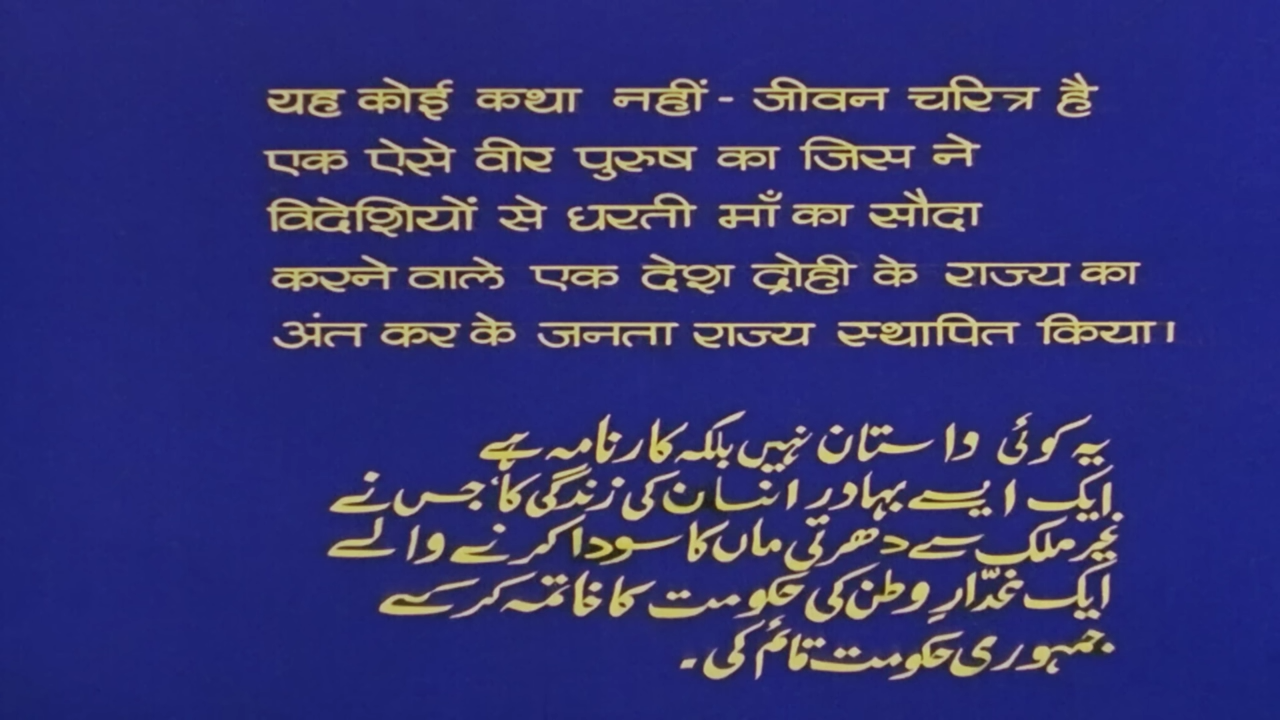 यह कोई कथा नहीं - जीवन चरित्र है
एक ऐसे वीर पुरुष का जिस ने
विदेशियों से धरती माँ का सौदा
करने वाले एक देश द्रोही के राज्य का
अंत कर के जनता राज्य स्थापित किया।
یہ کوئی داستان نہیں بلکہ کارنامہ ہے
ایک ایسے بہادر انسان کی زندگی کا، جس نے
غیر ملک سے دھرتی ماں کا سودا کرنے والے
ایک غدّارِ وطن کی حکومت کا خاتمہ کر کے
جمہوری حکومت قائم کی ۔